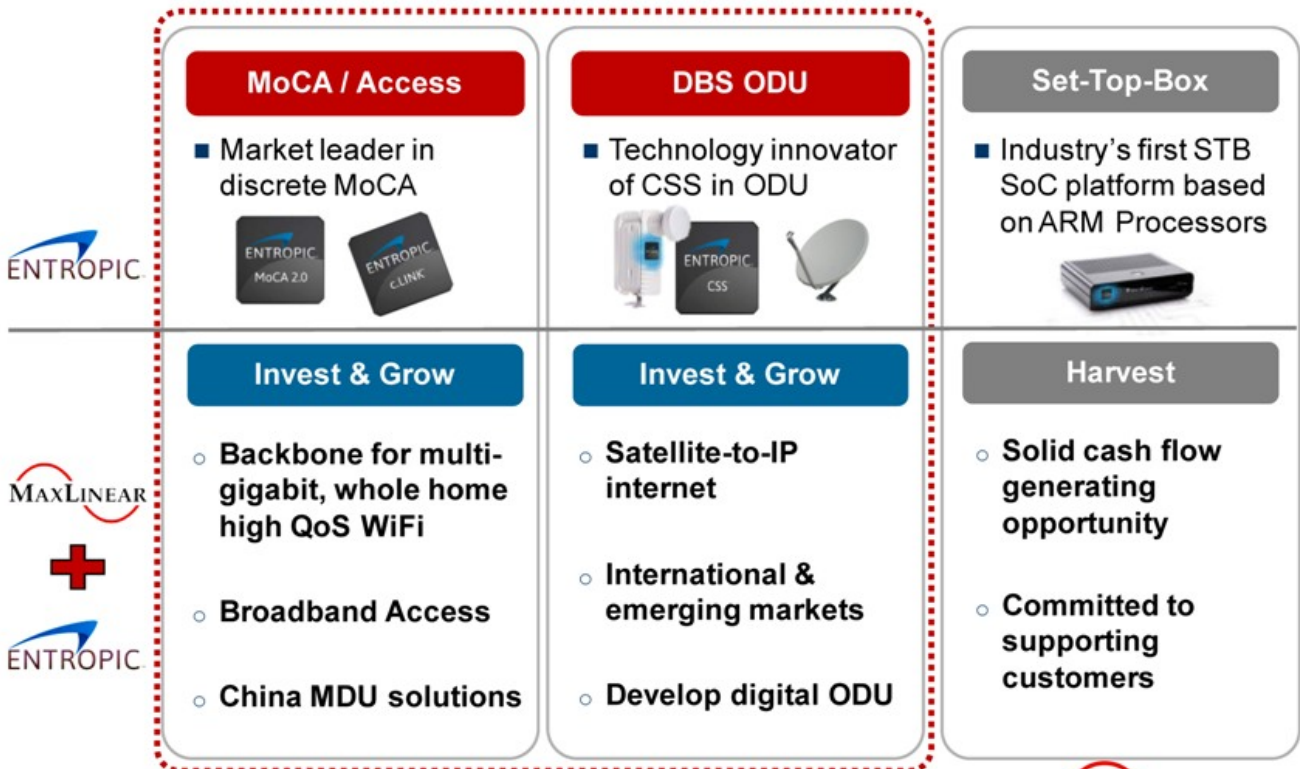 MoCA / Access
Market leader in
discrete MoCA
ENTROPIC
MoCA 2.0
ENTROPIC
c.LINK
DBS ODU
Technology innovator
of CSS in ODU
ENTROPIC
CSS
Set-Top-Box
Industry's first STB
SoC platform based
on ARM Processors
ENTROPIC™
Invest & Grow
Backbone for multi-
gigabit, whole home
high QoS WiFi
Broadband Access
China MDU solutions
Invest & Grow
Satellite-to-IP
internet
International &
emerging markets
Develop digital ODU
Harvest
Solid cash flow
generating
opportunity
Committed to
supporting
customers
MAXLINEAR
ENTROPIC™